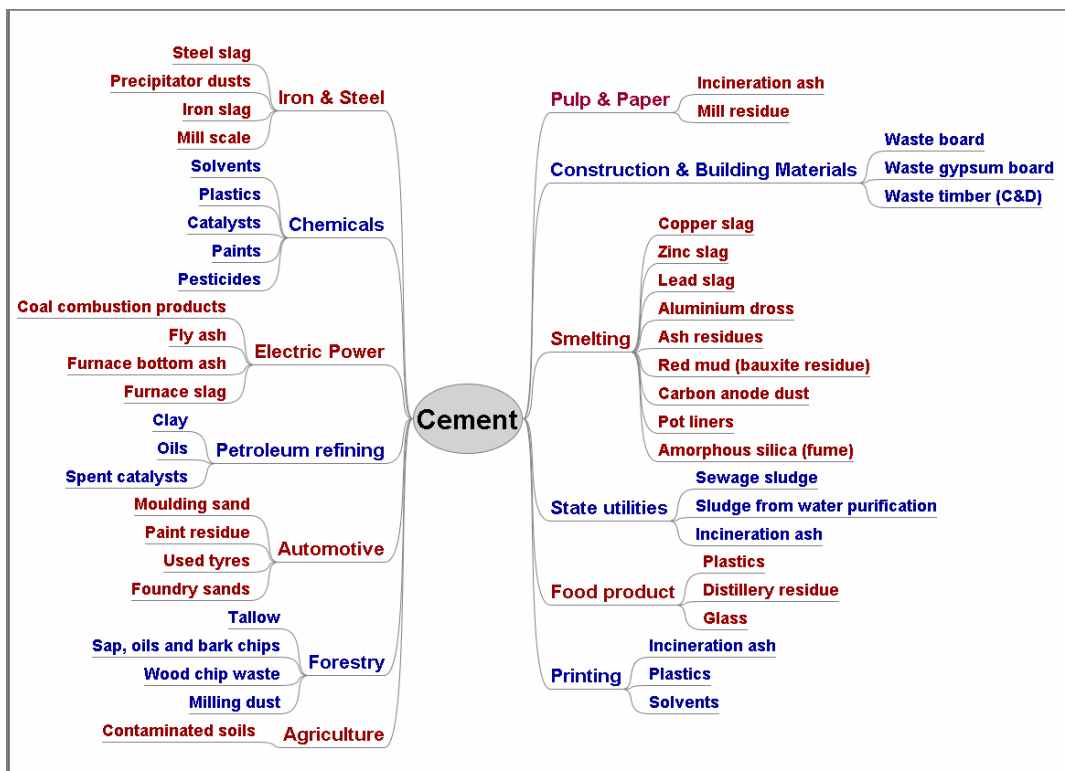 Steel slag
Precipitator dusts
Iron slag
Mill scale
Iron & Steel
Solvents
Plastics
Catalysts
Paints
Pesticides
Chemicals
Coal combustion products
Fly ash
Furnace bottom ash
Furnace slag
Electric Power
Clay
Oils
Spent catalysts
Petroleum refining
Moulding sand
Paint residue
Used tyres
Foundry sands
Automotive
Tallow
Sap, oils and bark chips
Wood chip waste
Milling dust
Forestry
Contaminated soils
Agriculture
Cement
Pulp & Paper
Incineration ash
Mill residue
Construction & Building Materials
Waste board
Waste gypsum board
Waste timber (C&D)
Smelting
Copper slag
Zinc slag
Lead slag
Aluminium dross
Ash residues
Red mud (bauxite residue)
Carbon anode dust
Pot liners
Amorphous silica (fume)
State utilities
Sewage sludge
Sludge from water purification
Incineration ash
Food product
Plastics
Distillery residue
Glass
Printing
Incineration ash
Plastics
Solvents